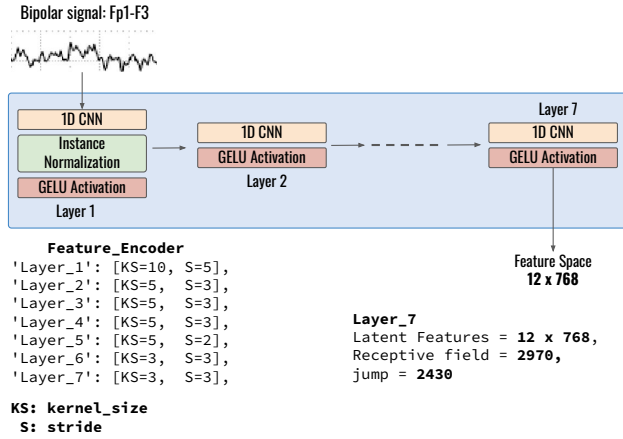 Bipolar signal: Fp1-F3
1D CNN
Instance
Normalization
GELU Activation
Layer 1
1D CNN
GELU Activation
Layer 2
Layer 7
1D CNN
GELU Activation
Feature Space
12 x 768
Feature_Encoder
'Layer_1': [KS=10, S=5],
'Layer_2': [KS=5, S=3],
'Layer_3': [KS=5, S=3],
'Layer_4': [KS=5, S=3],
'Layer_5': [KS=5, S=2],
'Layer_6': [KS=3, S=3],
'Layer_7': [KS=3, S=3],
KS: kernel_size
S: stride
Layer_7
Latent Features = 12 x 768,
Receptive field = 2970,
jump = 2430